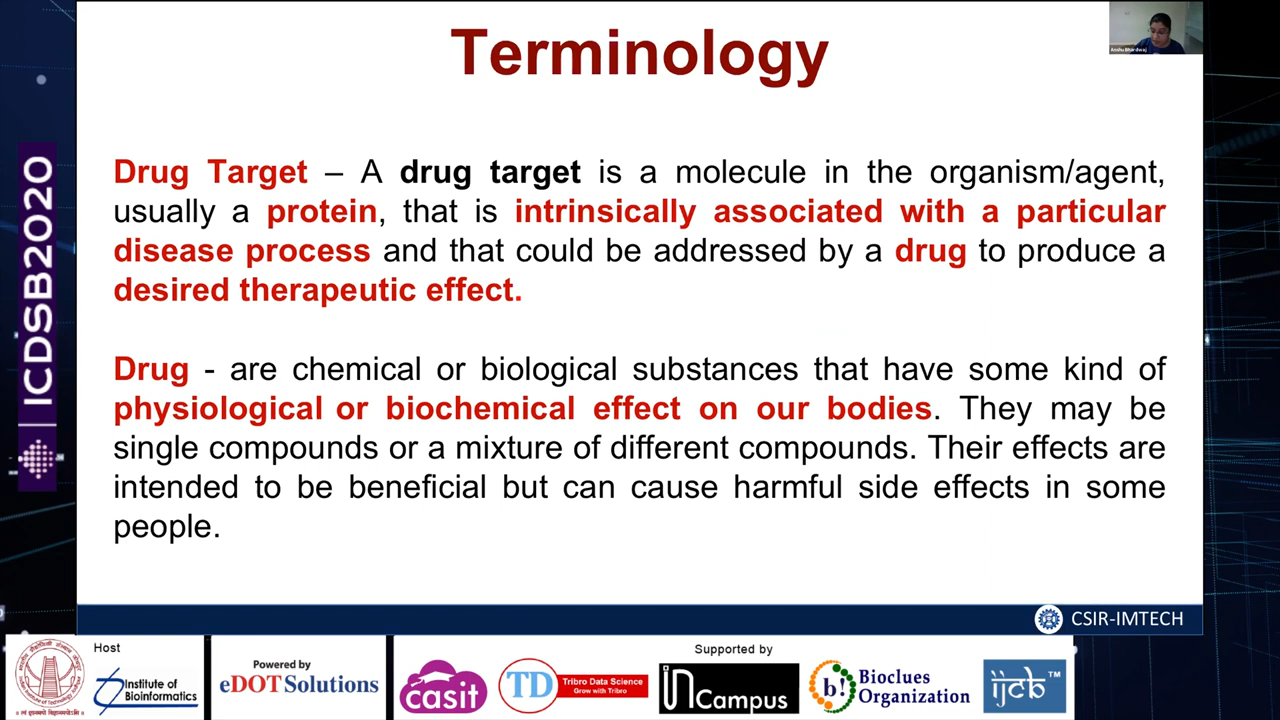 Terminology
Anshu Bhardwaj
Drug Target – A drug target is a molecule in the organism/agent,
usually a protein, that is intrinsically associated with a particular
disease process and that could be addressed by a drug to produce a
desired therapeutic effect.
Drug - are chemical or biological substances that have some kind of
physiological or biochemical effect on our bodies. They may be
single compounds or a mixture of different compounds. Their effects are
intended to be beneficial but can cause harmful side effects in some
people.
ICDSB2020
CSIR-IMTECH
Host
Institute of
Bioinformatics
Powered by
eDOT Solutions
Supported by
casit
TD
Tribro Data Science
Grow with Tribro
inCampus
b!
Bioclues
Organization
ijcb™